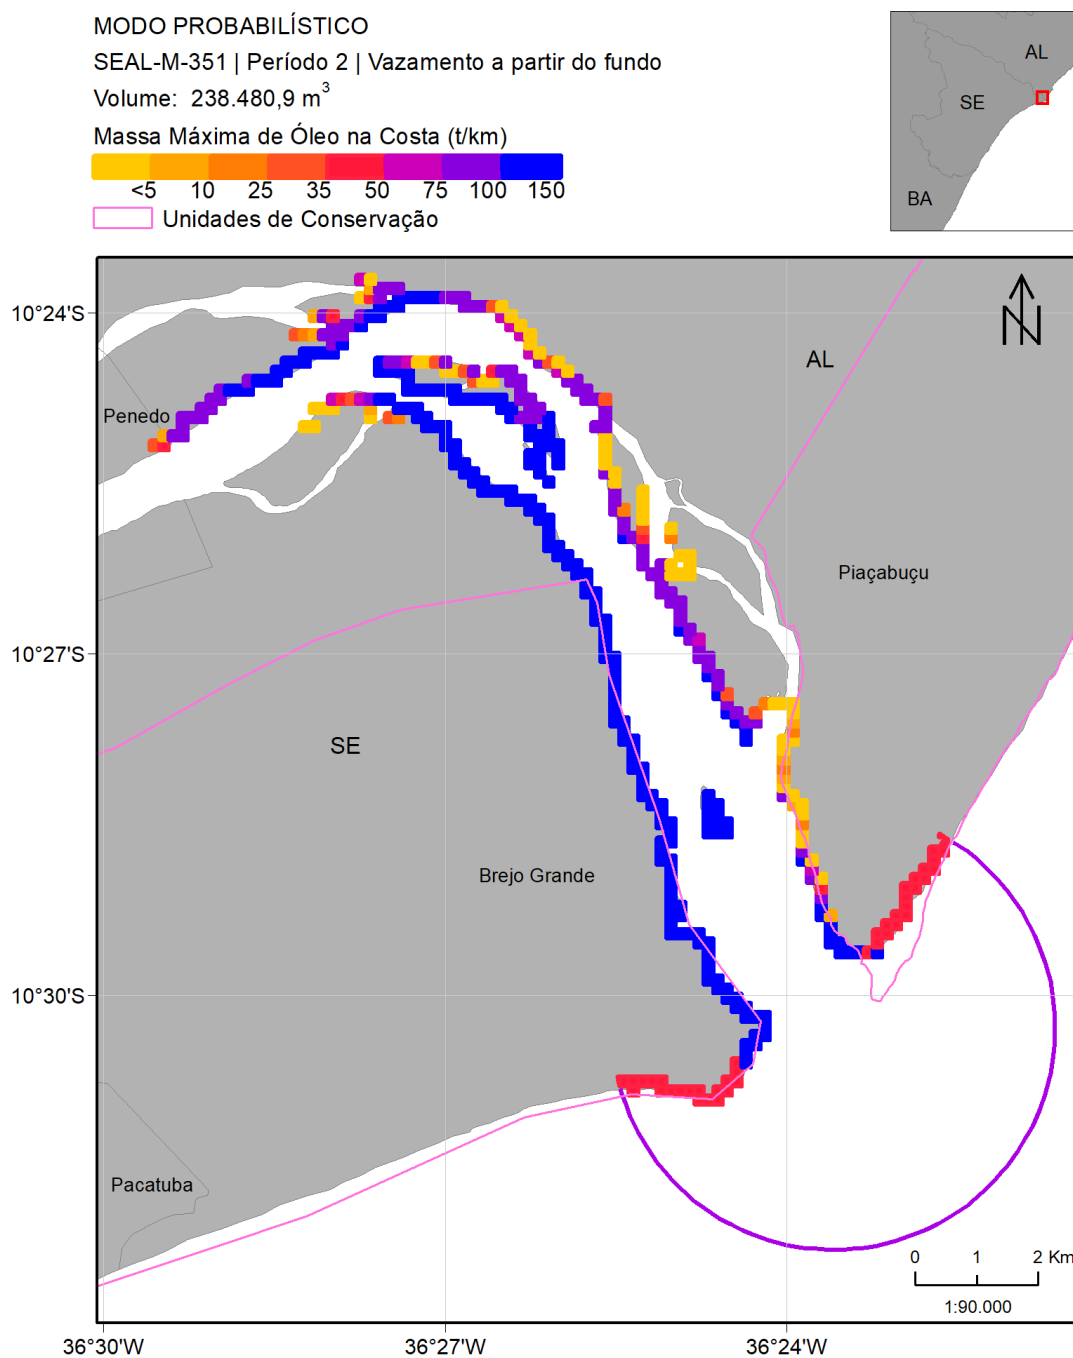 MODO PROBABILÍSTICO
SEAL-M-351 | Período 2 | Vazamento a partir do fundo
Volume: 238.480,9 m³
Massa Máxima de Óleo na Costa (t/km)
<5 10 25 35 50 75 100 150
Unidades de Conservação
AL
SE
BA
10°24'S
N
AL
Penedo
Piaçabuçu
10°27'S
SE
Brejo Grande
10°30'S
Pacatuba
0 1 2 Km
1:90.000
36°30'W 36°27'W 36°24'W